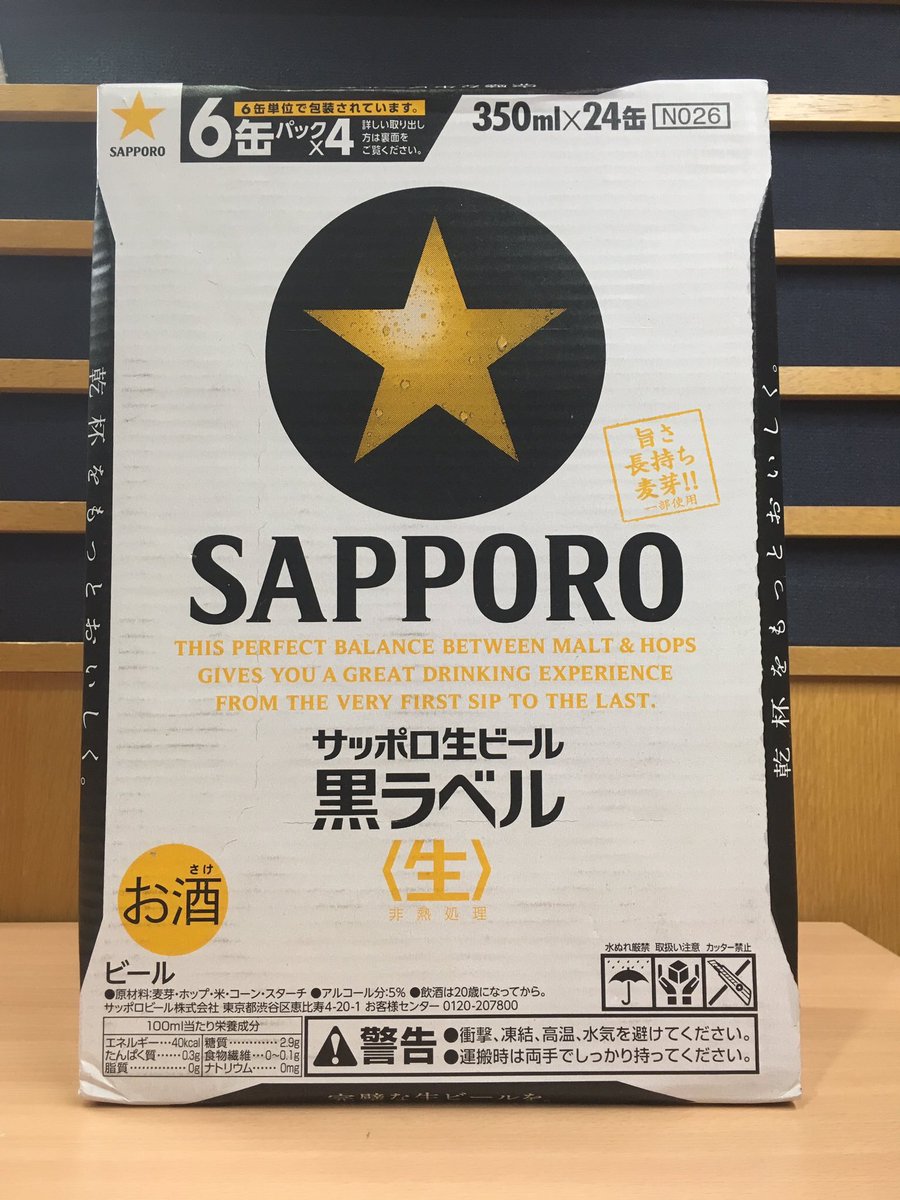 SAPPORO
6缶パック×4
6缶単位で包装されています。
詳しい取り出し
方は裏面を
ご覧ください。
350ml×24缶 N026
旨さ
長持ち
麦芽!!
一部使用
SAPPORO
THIS PERFECT BALANCE BETWEEN MALT & HOPS
GIVES YOU A GREAT DRINKING EXPERIENCE
FROM THE VERY FIRST SIP TO THE LAST.
サッポロ生ビール
黒ラベル
〈生〉
非熱処理
さけ
お酒
ビール
●原材料:麦芽・ホップ・米・コーン・スターチ ●アルコール分:5% ●飲酒は20歳になってから。
サッポロビール株式会社 東京都渋谷区恵比寿4-20-1 お客様センター 0120-207800
100ml当たり栄養成分
エネルギー…40kcal 糖質…………2.9g
たんぱく質……0.3g 食物繊維…0~0.1g
脂質……………0g ナトリウム……0mg
水ぬれ厳禁 取扱い注意 カッター禁止
警告
●衝撃、凍結、高温、水気を避けてください。
●運搬時は両手でしっかり持ってください。
乾杯をもっとおいしく。
乾杯をもっとおいしく。
完璧な生ビールを